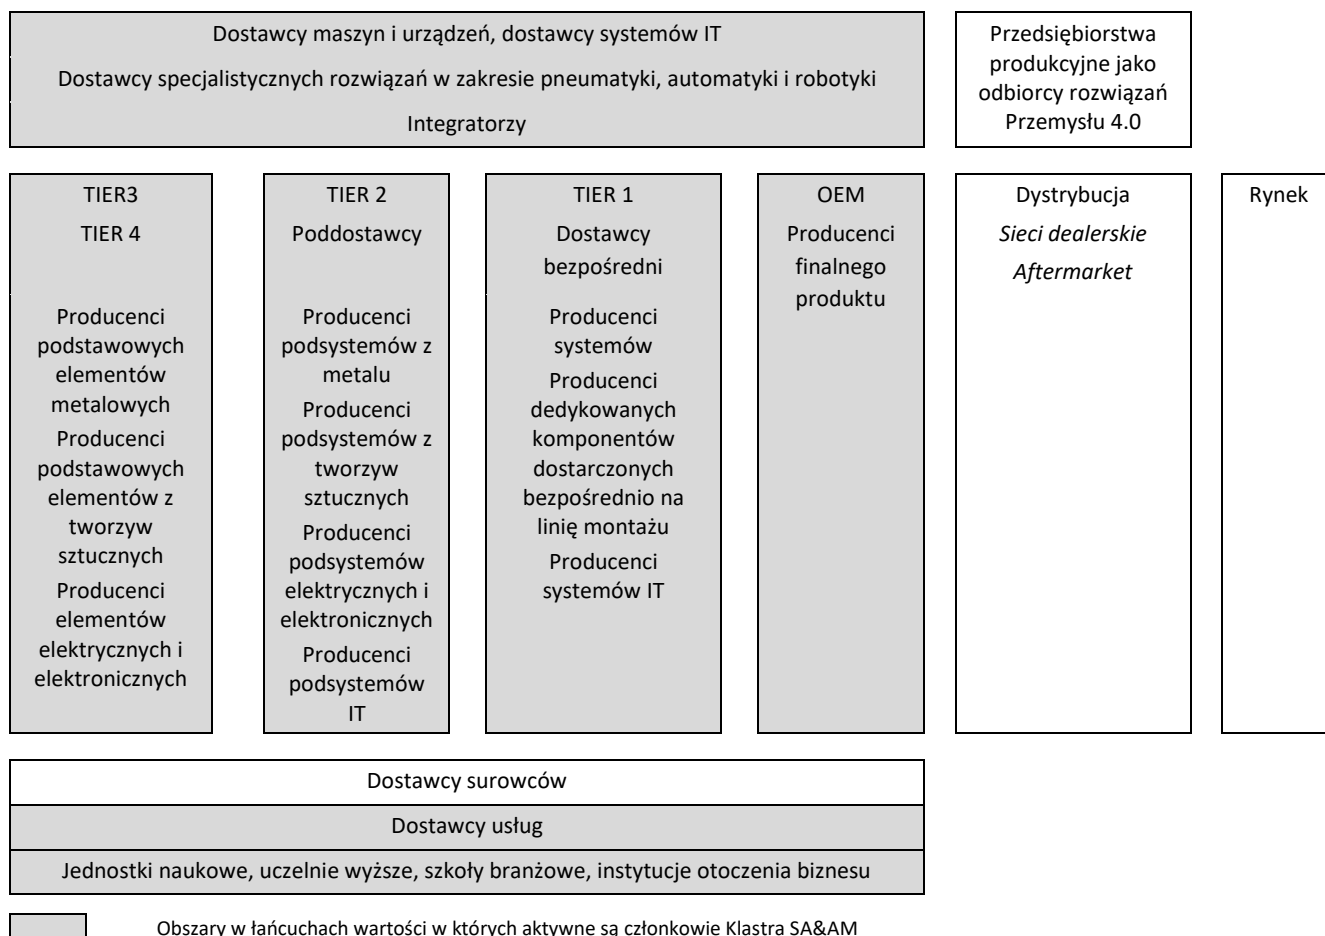 Dostawcy maszyn i urządzeń, dostawcy systemów IT
Dostawcy specjalistycznych rozwiązań w zakresie pneumatyki, automatyki i robotyki
Integratorzy
Przedsiębiorstwa
produkcyjne jako
odbiorcy rozwiązań
Przemysłu 4.0
TIER3
TIER 4
Producenci
podstawowych
elementów
metalowych
Producenci
podstawowych
elementów z
tworzyw
sztucznych
Producenci
elementów
elektrycznych i
elektronicznych
TIER 2
Poddostawcy
Producenci
podsystemów z
metalu
Producenci
podsystemów z
tworzyw
sztucznych
Producenci
podsystemów
elektrycznych i
elektronicznych
Producenci
podsystemów
IT
TIER 1
Dostawcy
bezpośredni
Producenci
systemów
Producenci
dedykowanych
komponentów
dostarczonych
bezpośrednio na
linię montażu
Producenci
systemów IT
OEM
Producenci
finalnego
produktu
Dystrybucja
Sieci dealerskie
Aftermarket
Rynek
Dostawcy surowców
Dostawcy usług
Jednostki naukowe, uczelnie wyższe, szkoły branżowe, instytucje otoczenia biznesu
Obszary w łańcuchach wartości w których aktywne są członkowie Klastra SA&AM